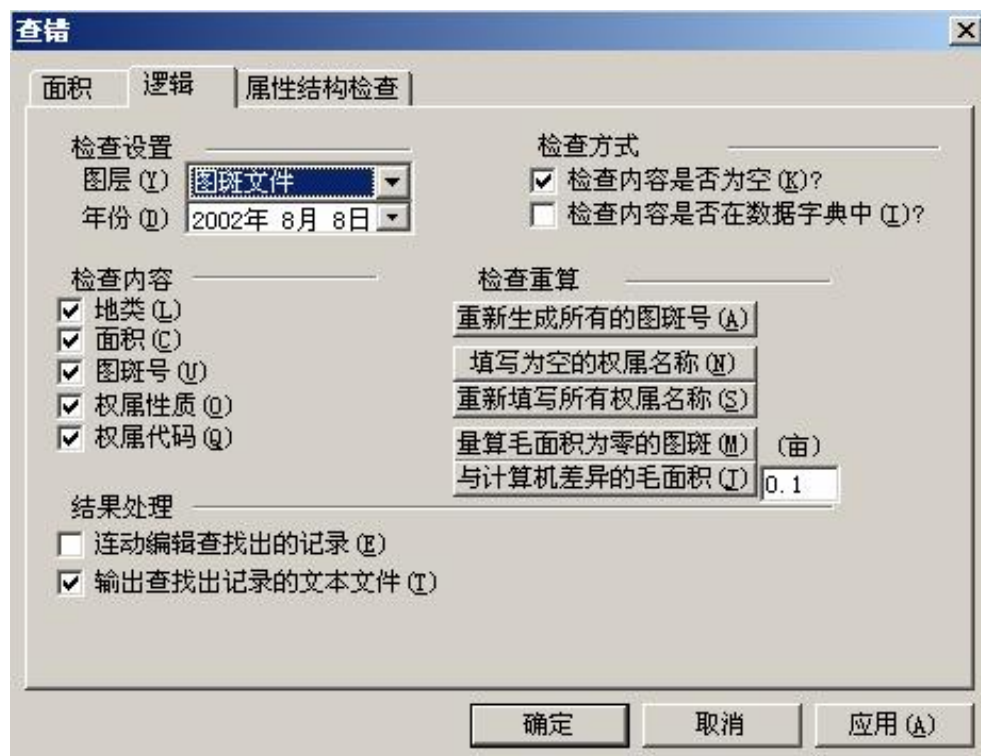 查错
面积 逻辑 属性结构检查
检查设置
图层(Y) 图斑文件
年份(D) 2002年 8月 8日
检查方式
检查内容是否为空(K)?
检查内容是否在数据字典中(I)?
检查内容
地类(L)
面积(C)
图斑号(U)
权属性质(O)
权属代码(Q)
检查重算
重新生成所有的图斑号(A)
填写为空的权属名称(N)
重新填写所有权属名称(S)
量算毛面积为零的图斑(M) (亩)
与计算机差异的毛面积(J) 0.1
结果处理
连动编辑查找出的记录(E)
输出查找出记录的文本文件(T)
确定 取消 应用(A)